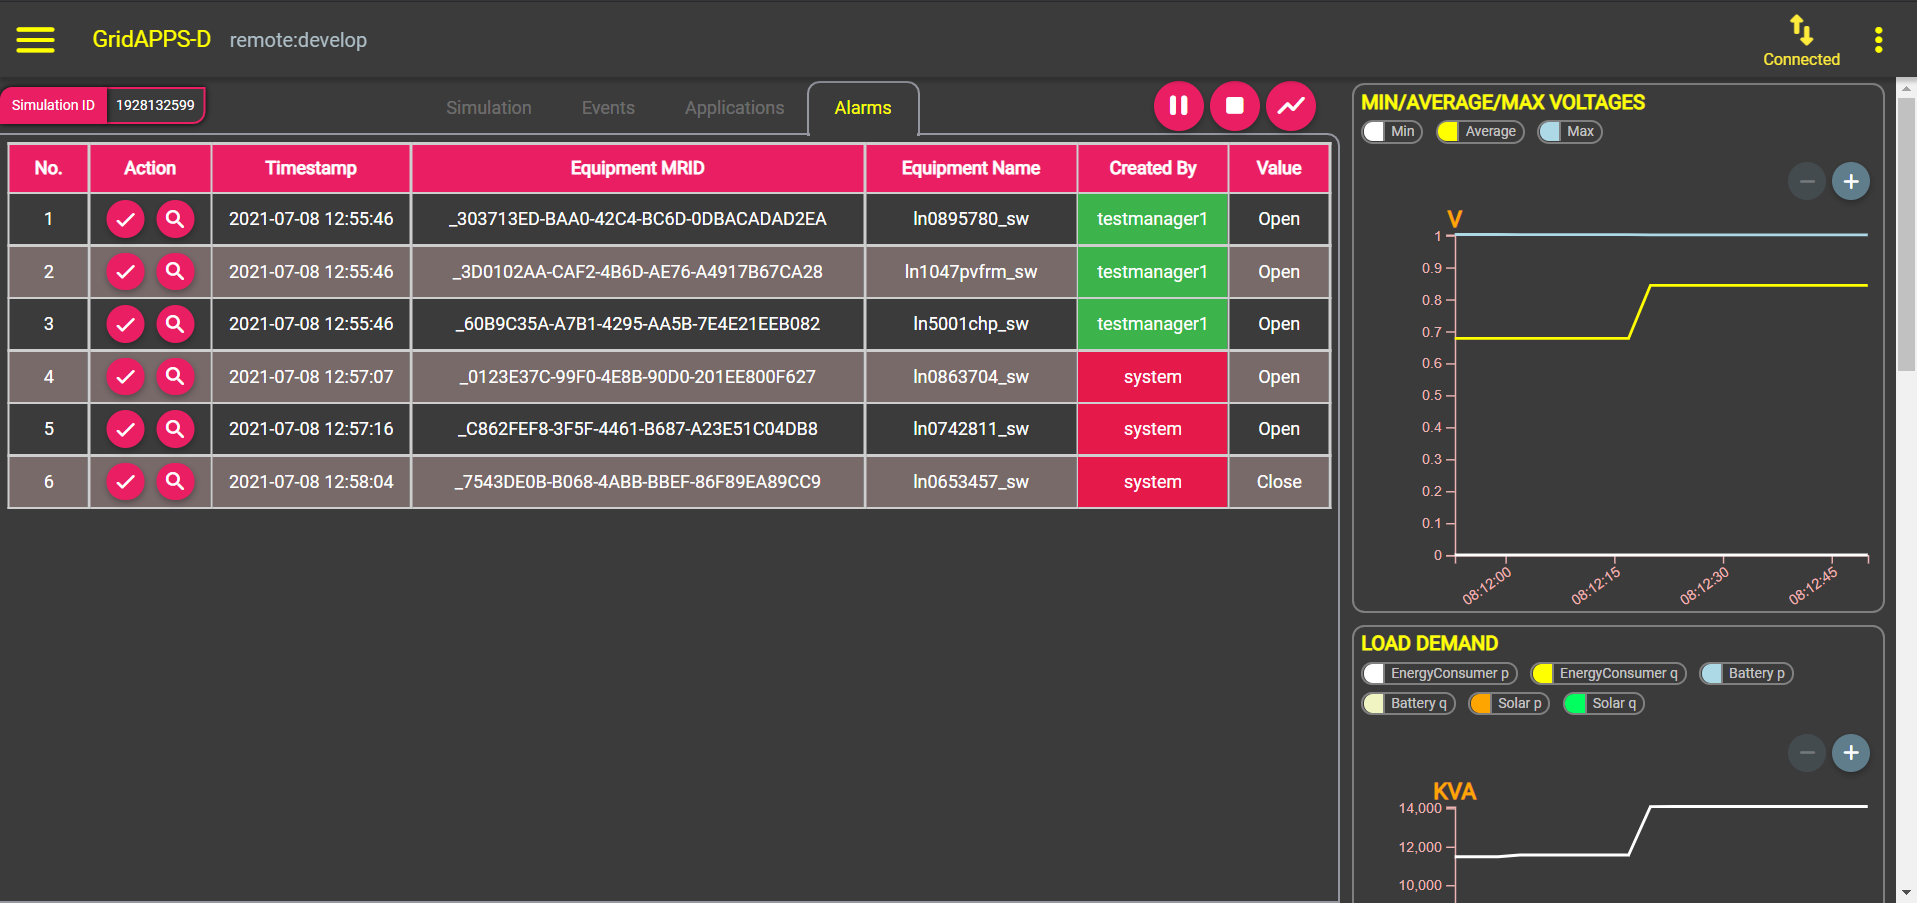 GridAPPS-D remote:develop
Connected
Simulation ID 1928132599
Simulation Events Applications Alarms
No. Action Timestamp Equipment MRID Equipment Name Created By Value
1 2021-07-08 12:55:46 _303713ED-BAA0-42C4-BC6D-0DBACADAD2EA ln0895780_sw testmanager1 Open
2 2021-07-08 12:55:46 _3D0102AA-CAF2-4B6D-AE76-A4917B67CA28 ln1047pvfrm_sw testmanager1 Open
3 2021-07-08 12:55:46 _60B9C35A-A7B1-4295-AA5B-7E4E21EEB082 ln5001chp_sw testmanager1 Open
4 2021-07-08 12:57:07 _0123E37C-99F0-4E8B-90D0-201EE800F627 ln0863704_sw system Open
5 2021-07-08 12:57:16 _C862FEF8-3F5F-4461-B687-A23E51C04DB8 ln0742811_sw system Open
6 2021-07-08 12:58:04 _7543DE0B-B068-4ABB-BBEF-86F89EA89CC9 ln0653457_sw system Close
MIN/AVERAGE/MAX VOLTAGES
Min Average Max
V
1
0.9
0.8
0.7
0.6
0.5
0.4
0.3
0.2
0.1
0
08:12:00 08:12:15 08:12:30 08:12:45
LOAD DEMAND
EnergyConsumer p EnergyConsumer q Battery p
Battery q Solar p Solar q
KVA
14,000
12,000
10,000